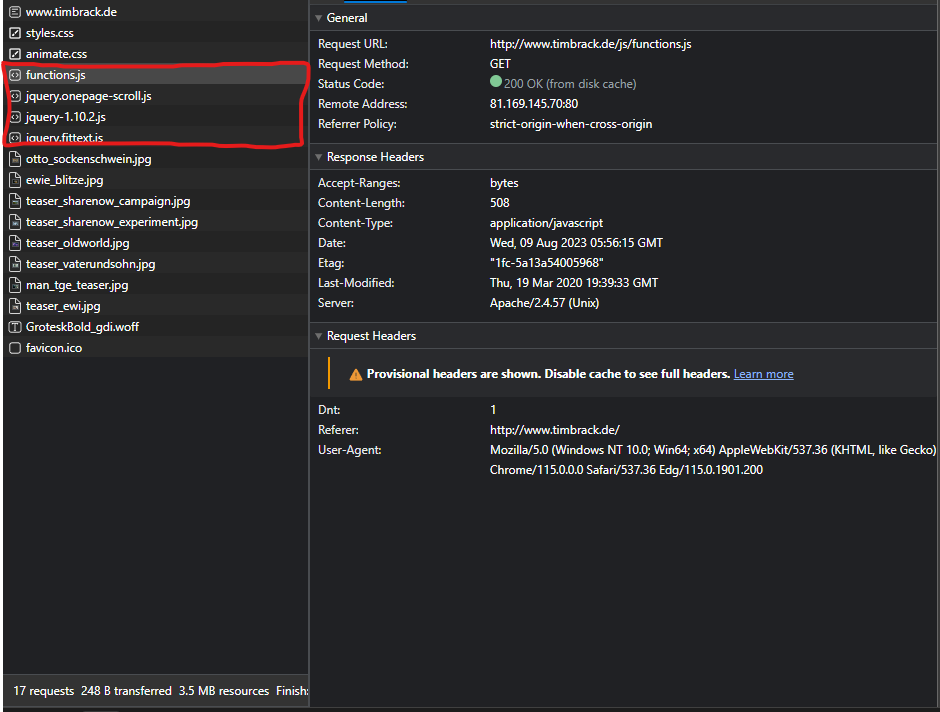 www.timbrack.de
styles.css
animate.css
functions.js
jquery.onepage-scroll.js
jquery-1.10.2.js
jquery.fittext.js
otto_sockenschwein.jpg
ewie_blitze.jpg
teaser_sharenow_campaign.jpg
teaser_sharenow_experiment.jpg
teaser_oldworld.jpg
teaser_vaterundsohn.jpg
man_tge_teaser.jpg
teaser_ewi.jpg
GroteskBold_gdi.woff
favicon.ico
17 requests 248 B transferred 3.5 MB resources Finish:
General
Request URL: http://www.timbrack.de/js/functions.js
Request Method: GET
Status Code: 200 OK (from disk cache)
Remote Address: 81.169.145.70:80
Referrer Policy: strict-origin-when-cross-origin
Response Headers
Accept-Ranges: bytes
Content-Length: 508
Content-Type: application/javascript
Date: Wed, 09 Aug 2023 05:56:15 GMT
Etag: "1fc-5a13a54005968"
Last-Modified: Thu, 19 Mar 2020 19:39:33 GMT
Server: Apache/2.4.57 (Unix)
Request Headers
Provisional headers are shown. Disable cache to see full headers. Learn more
Dnt: 1
Referer: http://www.timbrack.de/
User-Agent: Mozilla/5.0 (Windows NT 10.0; Win64; x64) AppleWebKit/537.36 (KHTML, like Gecko)
Chrome/115.0.0.0 Safari/537.36 Edg/115.0.1901.200